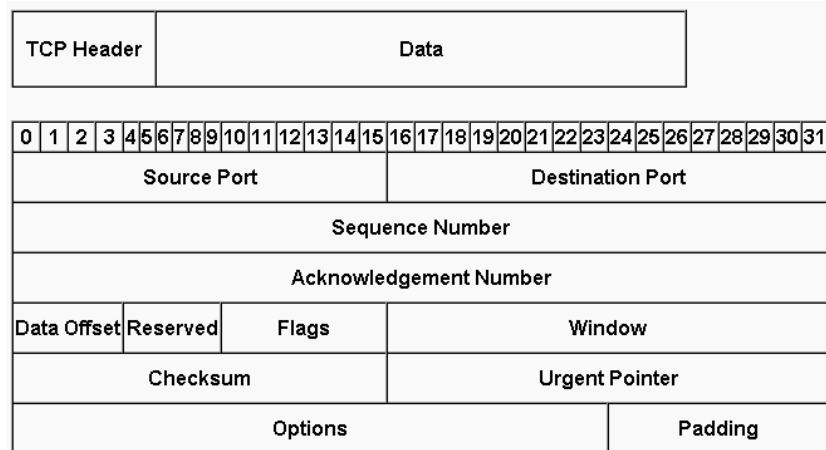 TCP Header Data
0 1 2 3 4 5 6 7 8 9 10 11 12 13 14 15 16 17 18 19 20 21 22 23 24 25 26 27 28 29 30 31
Source Port Destination Port
Sequence Number
Acknowledgement Number
Data Offset Reserved Flags Window
Checksum Urgent Pointer
Options Padding